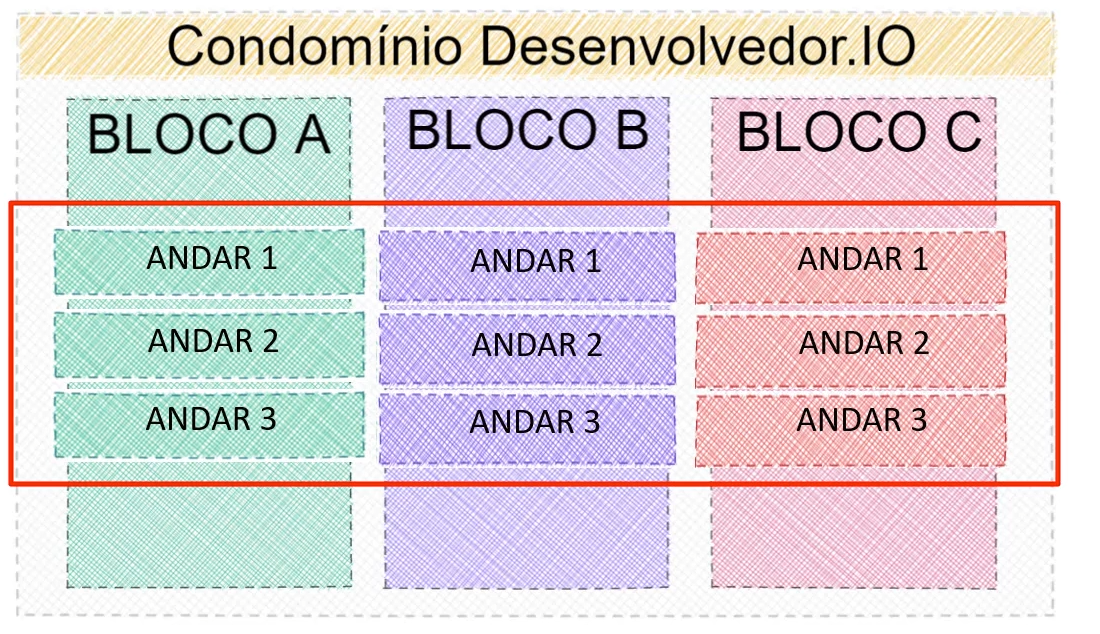 Condomínio Desenvolvedor.IO
BLOCO A
BLOCO B
BLOCO C
ANDAR 1
ANDAR 1
ANDAR 1
ANDAR 2
ANDAR 2
ANDAR 2
ANDAR 3
ANDAR 3
ANDAR 3